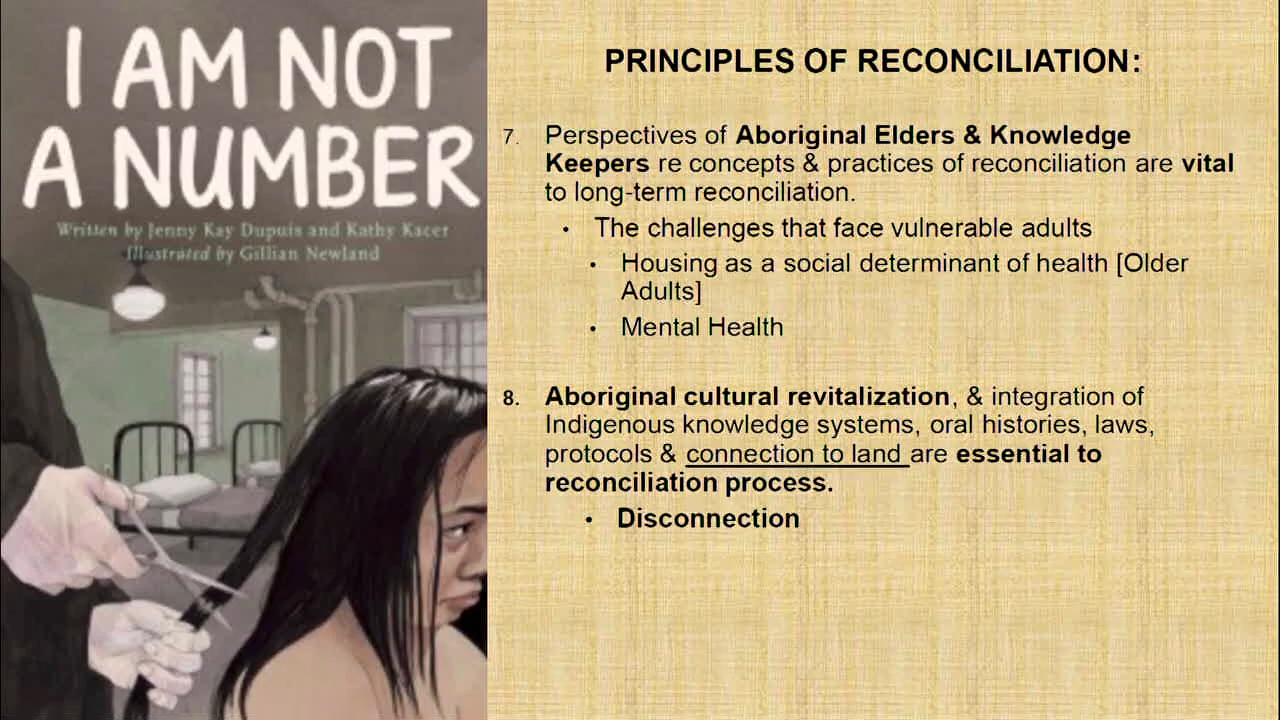 I AM NOT
A NUMBER
Written by Jenny Kay Dupuis and Kathy Kacer
Illustrated by Gillian Newland
PRINCIPLES OF RECONCILIATION:
7. Perspectives of Aboriginal Elders & Knowledge
Keepers re concepts & practices of reconciliation are vital
to long-term reconciliation.
• The challenges that face vulnerable adults
• Housing as a social determinant of health [Older
Adults]
• Mental Health
8. Aboriginal cultural revitalization, & integration of
Indigenous knowledge systems, oral histories, laws,
protocols & connection to land are essential to
reconciliation process.
• Disconnection